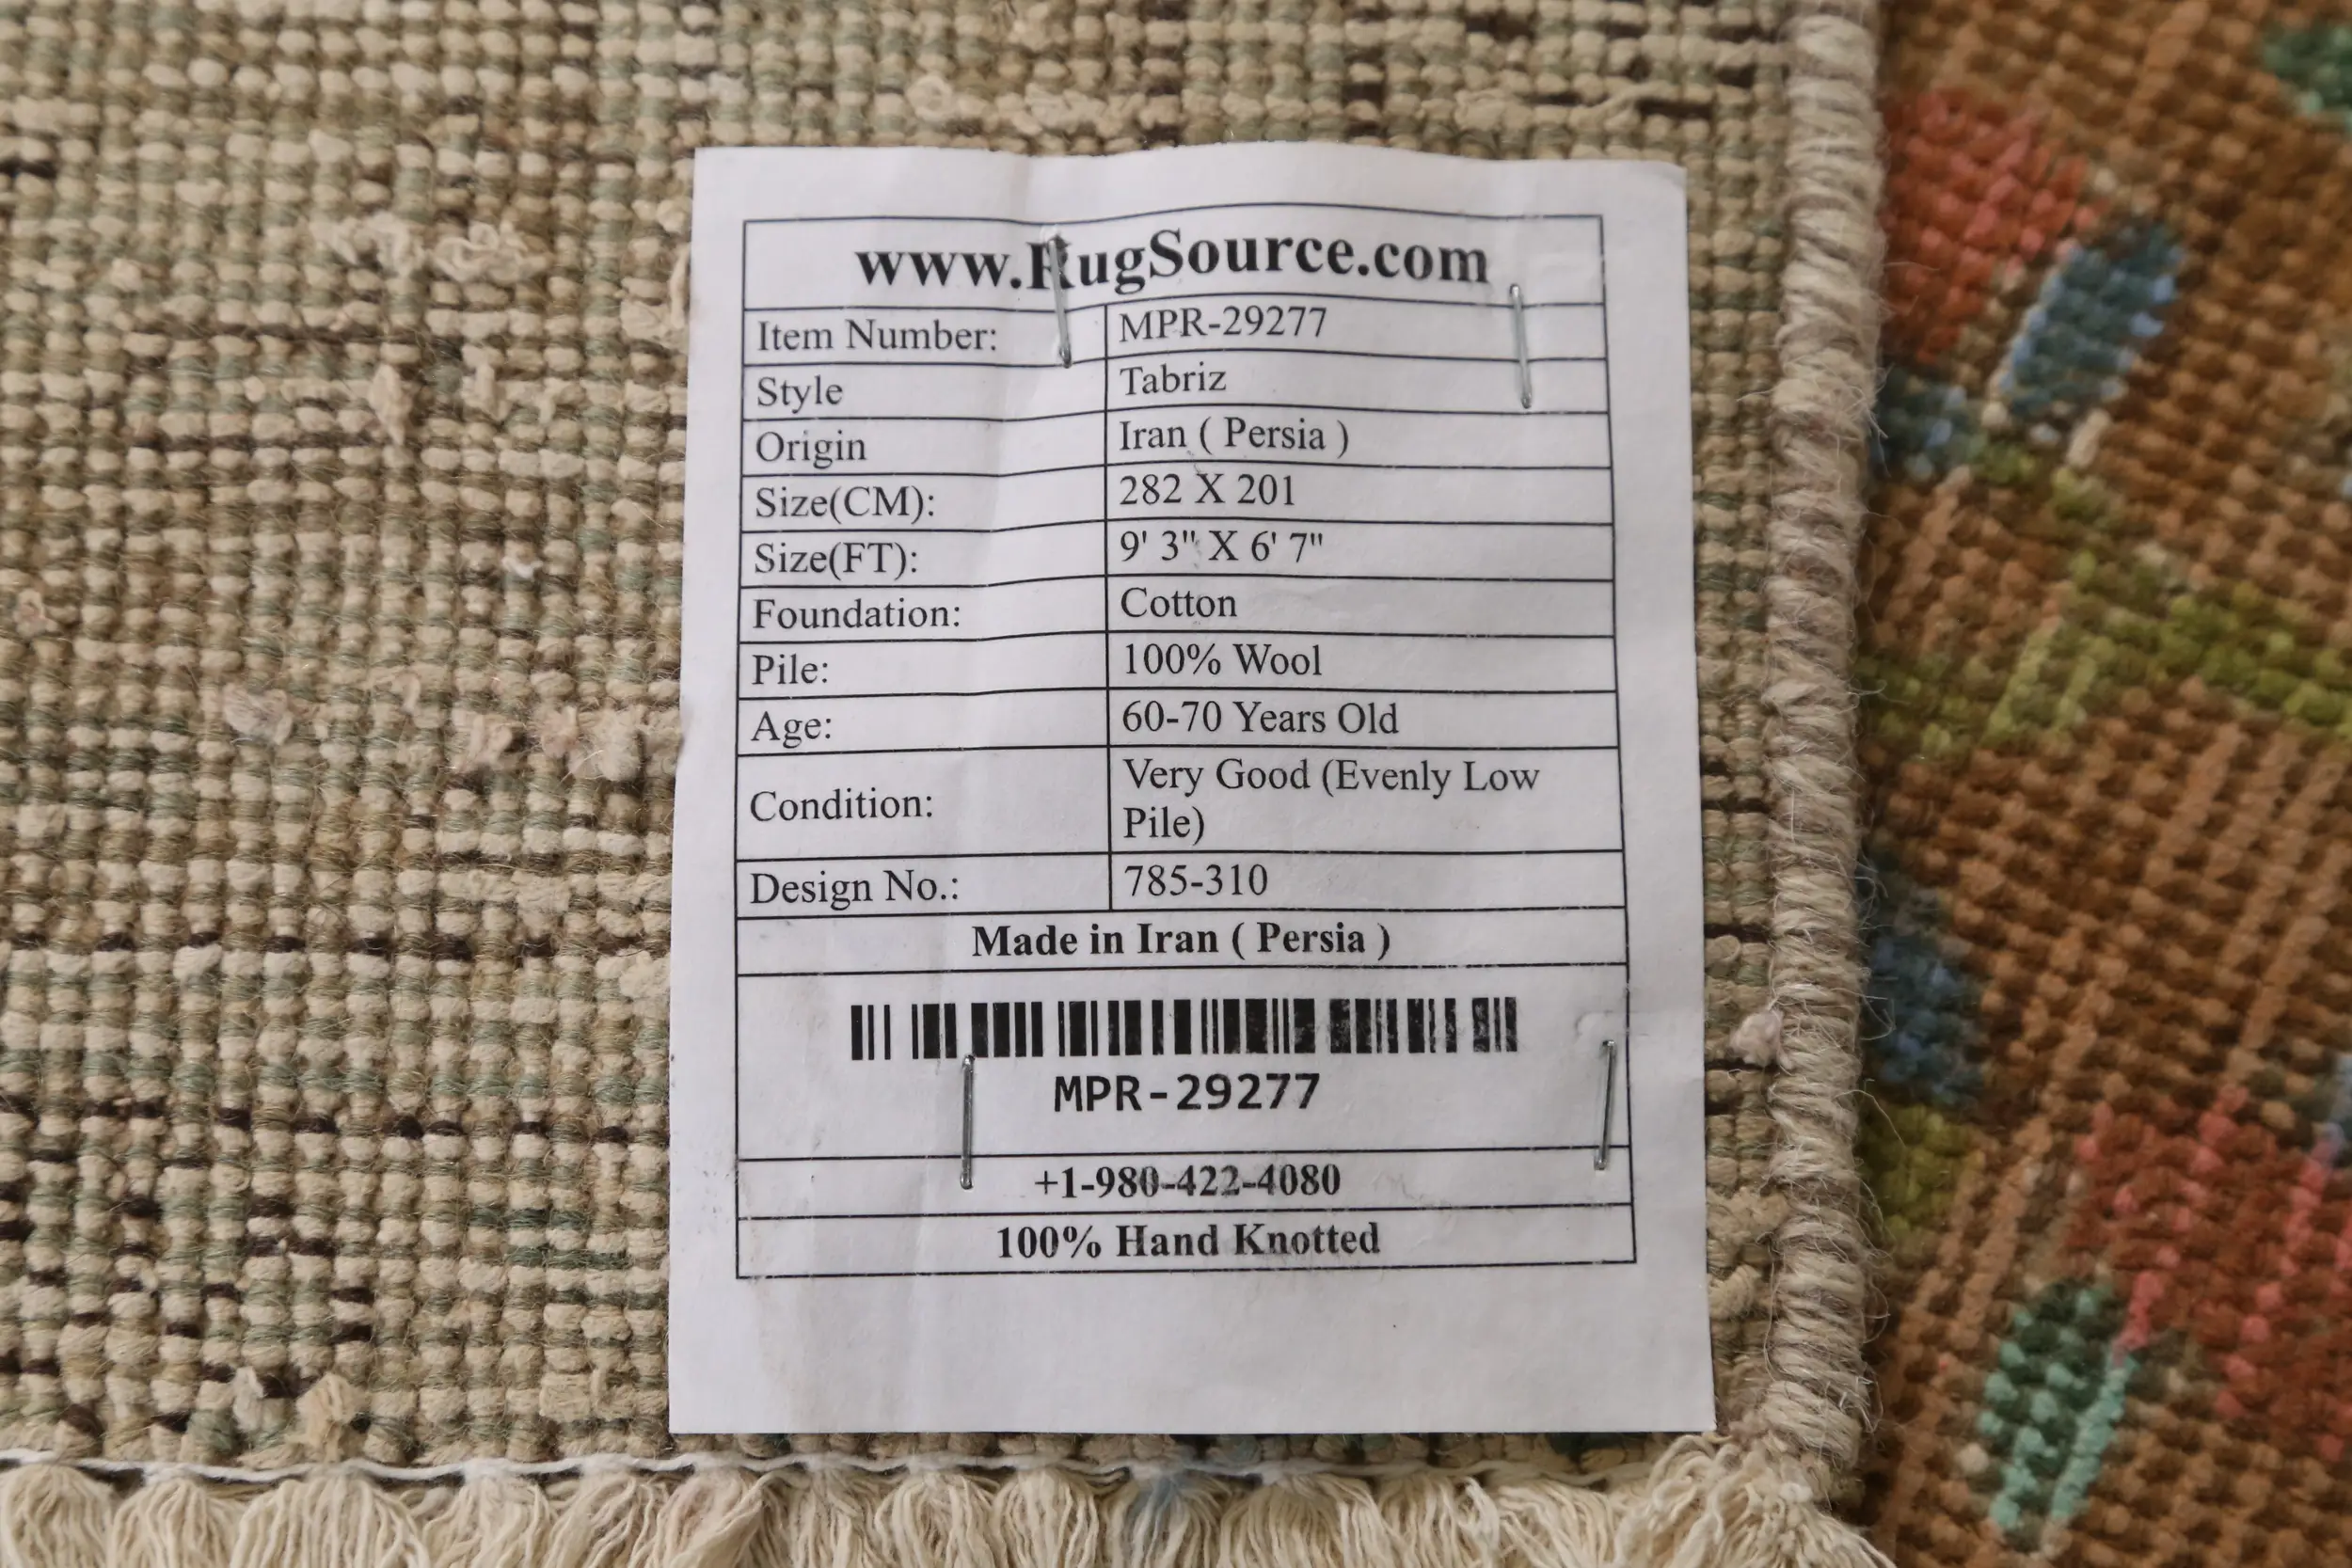 www.RugSource.com
Item Number: MPR-29277
Style Tabriz
Origin Iran ( Persia )
Size(CM): 282 X 201
Size(FT): 9' 3" X 6' 7"
Foundation: Cotton
Pile: 100% Wool
Age: 60-70 Years Old
Condition: Very Good (Evenly Low
Pile)
Design No.: 785-310
Made in Iran ( Persia )
MPR-29277
+1-980-422-4080
100% Hand Knotted